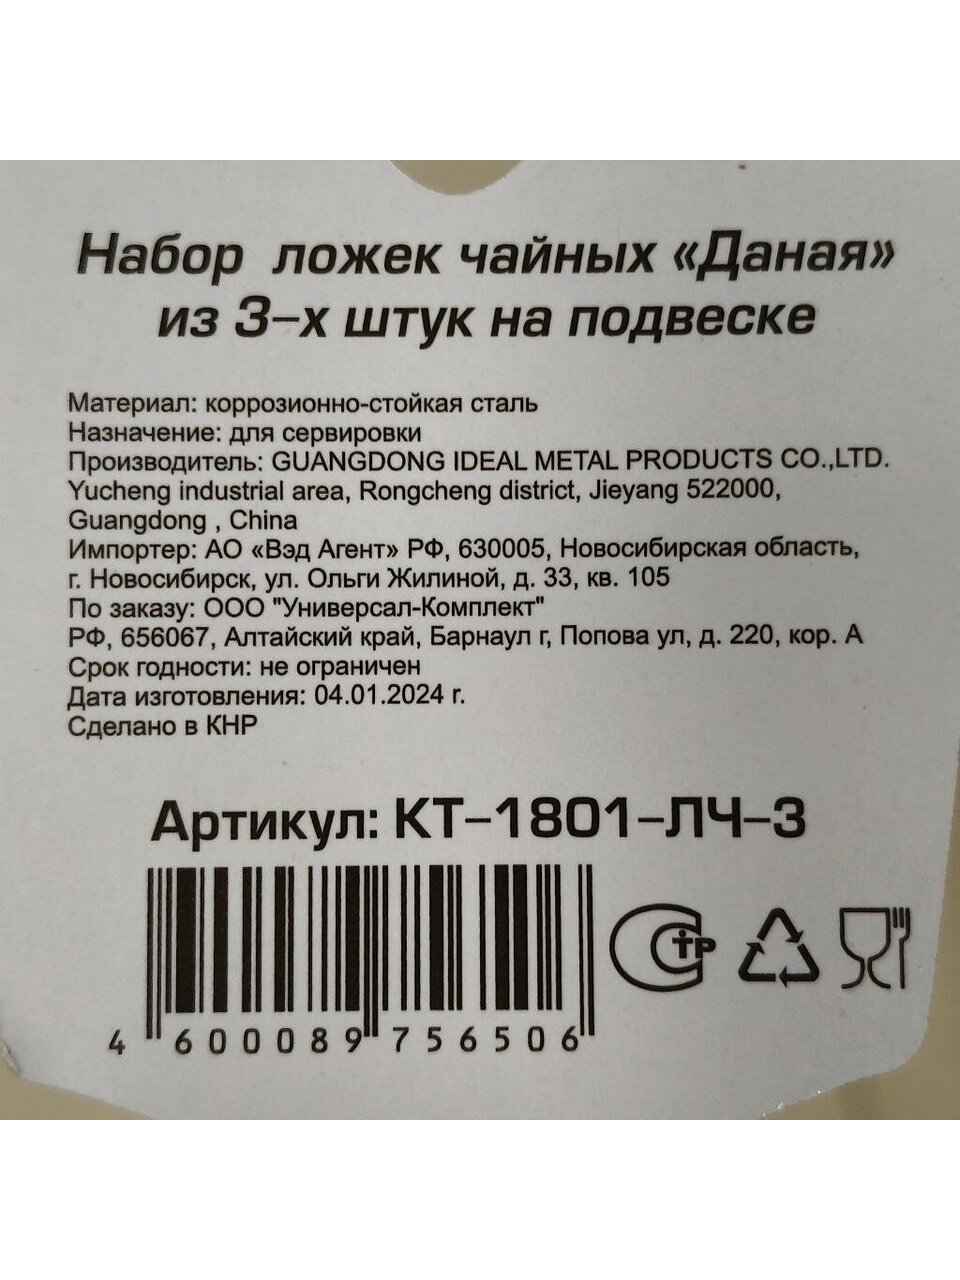 Набор ложек чайных «Даная»
из 3-х штук на подвеске
Материал: коррозионно-стойкая сталь
Назначение: для сервировки
Производитель: GUANGDONG IDEAL METAL PRODUCTS CO.,LTD.
Yucheng industrial area, Rongcheng district, Jieyang 522000,
Guangdong , China
Импортер: АО «Вэд Агент» РФ, 630005, Новосибирская область,
г. Новосибирск, ул. Ольги Жилиной, д. 33, кв. 105
По заказу: ООО "Универсал-Комплект"
РФ, 656067, Алтайский край, Барнаул г, Попова ул, д. 220, кор. А
Срок годности: не ограничен
Дата изготовления: 04.01.2024 г.
Сделано в КНР
Артикул: КТ-1801-ЛЧ-3
4 600089 756506
СТР